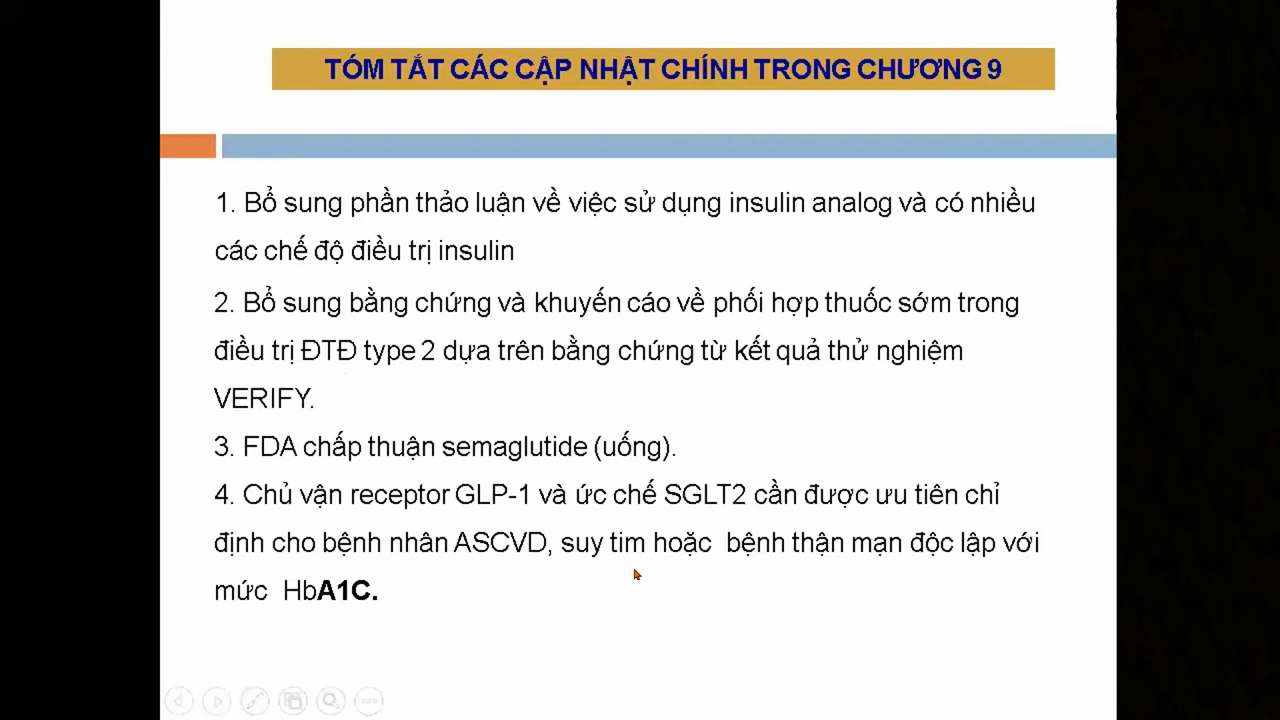 TÓM TẮT CÁC CẬP NHẬT CHÍNH TRONG CHƯƠNG 9
1. Bổ sung phần thảo luận về việc sử dụng insulin analog và có nhiều
các chế độ điều trị insulin
2. Bổ sung bằng chứng và khuyến cáo về phối hợp thuốc sớm trong
điều trị ĐTĐ type 2 dựa trên bằng chứng từ kết quả thử nghiệm
VERIFY.
3. FDA chấp thuận semaglutide (uống).
4. Chủ vận receptor GLP-1 và ức chế SGLT2 cần được ưu tiên chỉ
định cho bệnh nhân ASCVD, suy tim hoặc  bệnh thận mạn độc lập với
mức  HbA1C.